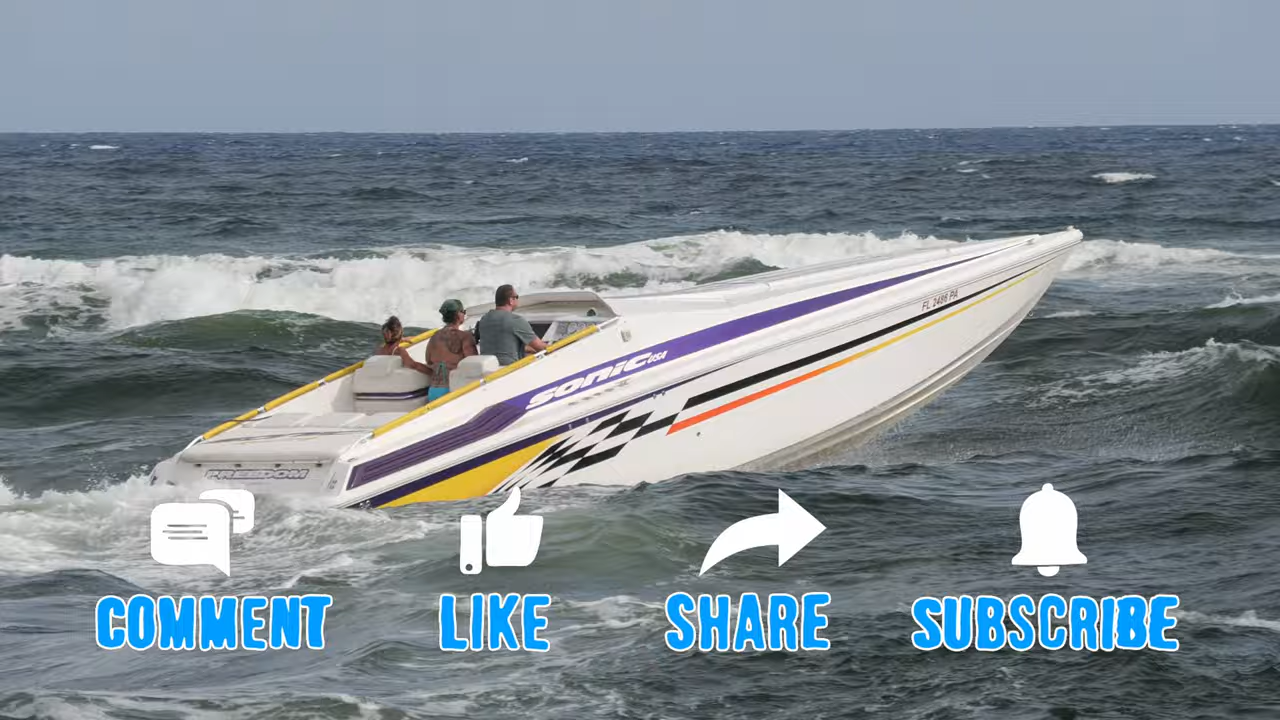 FL 2486 PA
SONIC USA
FREEDOM
COMMENT
LIKE
SHARE
SUBSCRIBE